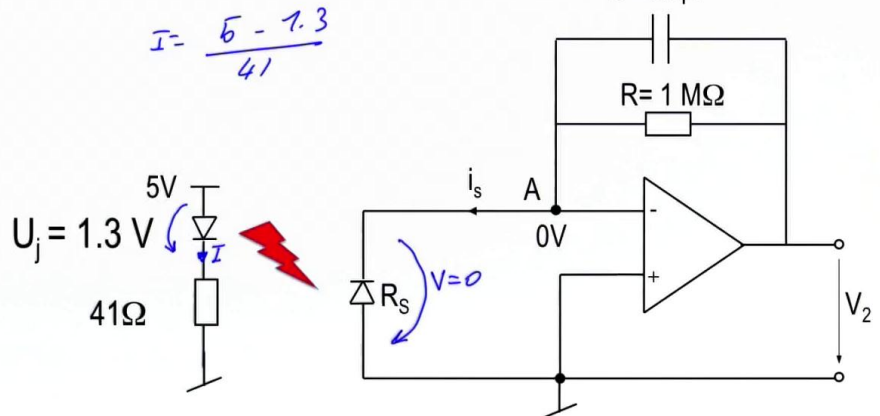 I = 5 - 1.3
41
R= 1 MΩ
5V
Uj = 1.3 V
I
41Ω
is
A
0V
-
+
RS
V=0
V2